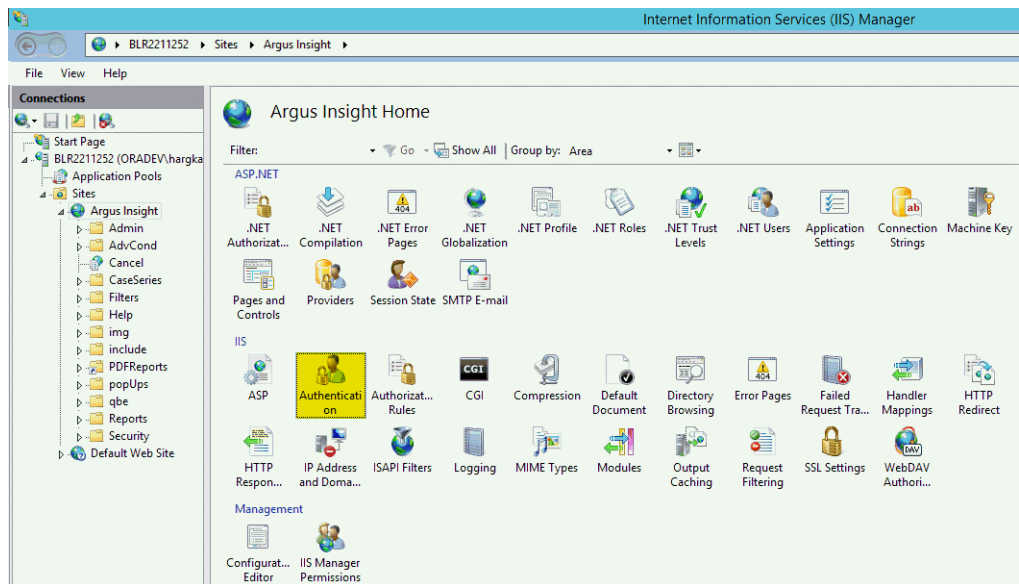 Internet Information Services (IIS) Manager
BLR2211252 Sites Argus Insight
File View Help
Connections
Start Page
BLR2211252 (ORADEV\hargka
Application Pools
Sites
Argus Insight
Admin
AdvCond
Cancel
CaseSeries
Filters
Help
img
include
PDFReports
popUps
qbe
Reports
Security
Default Web Site
Argus Insight Home
Filter: Go Show All Group by: Area
ASP.NET
.NET .NET .NET Error .NET .NET Profile .NET Roles .NET Trust .NET Users Application Connection Machine Key
Authorizat... Compilation Pages Globalization Levels Settings Strings
Pages and Providers Session State SMTP E-mail
Controls
IIS
ASP Authenticati Authorizat... CGI Compression Default Directory Error Pages Failed Handler HTTP
on Rules Document Browsing Request Tra... Mappings Redirect
HTTP IP Address ISAPI Filters Logging MIME Types Modules Output Request SSL Settings WebDAV
Respon... and Doma... Caching Filtering Authori...
Management
Configurat... IIS Manager
Editor Permissions